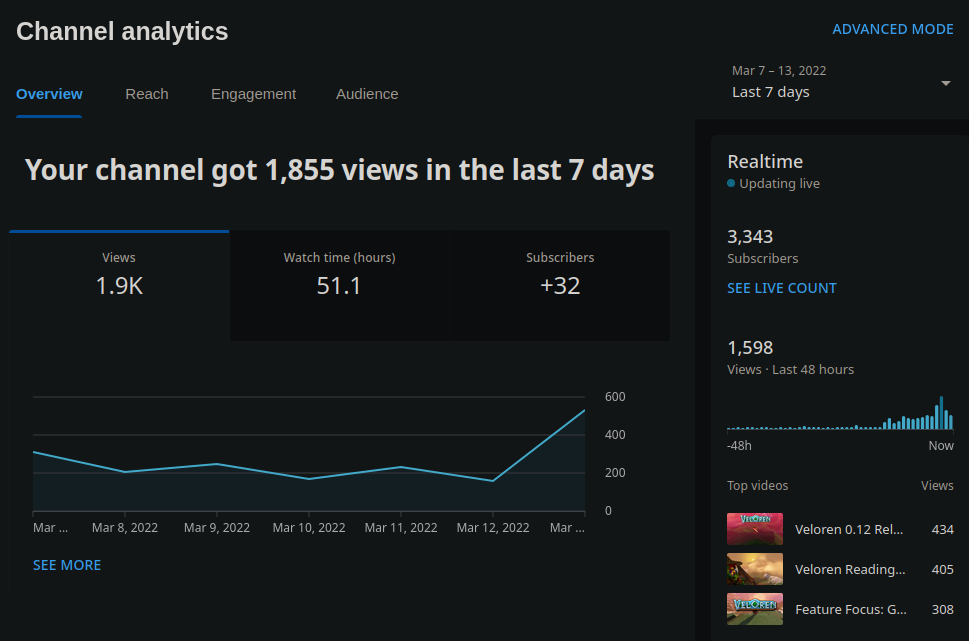 Channel analytics
ADVANCED MODE
Overview Reach Engagement Audience
Mar 7 – 13, 2022
Last 7 days
Your channel got 1,855 views in the last 7 days
Views
1.9K
Watch time (hours)
51.1
Subscribers
+32
600
400
200
0
Mar ... Mar 8, 2022 Mar 9, 2022 Mar 10, 2022 Mar 11, 2022 Mar 12, 2022 Mar ...
SEE MORE
Realtime
Updating live
3,343
Subscribers
SEE LIVE COUNT
1,598
Views · Last 48 hours
-48h Now
Top videos Views
VELOREN
Veloren 0.12 Rel... 434
Veloren Reading... 405
VELOREN
Feature Focus: G... 308